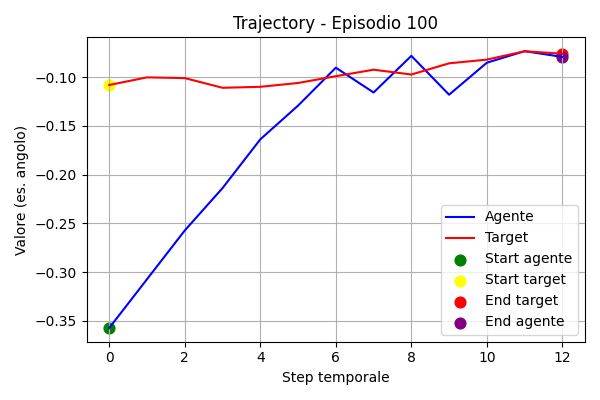 Trajectory - Episodio 100
Valore (es. angolo)
−0.10
−0.15
−0.20
−0.25
−0.30
−0.35
0
2
4
6
8
10
12
Step temporale
Agente
Target
Start agente
Start target
End target
End agente